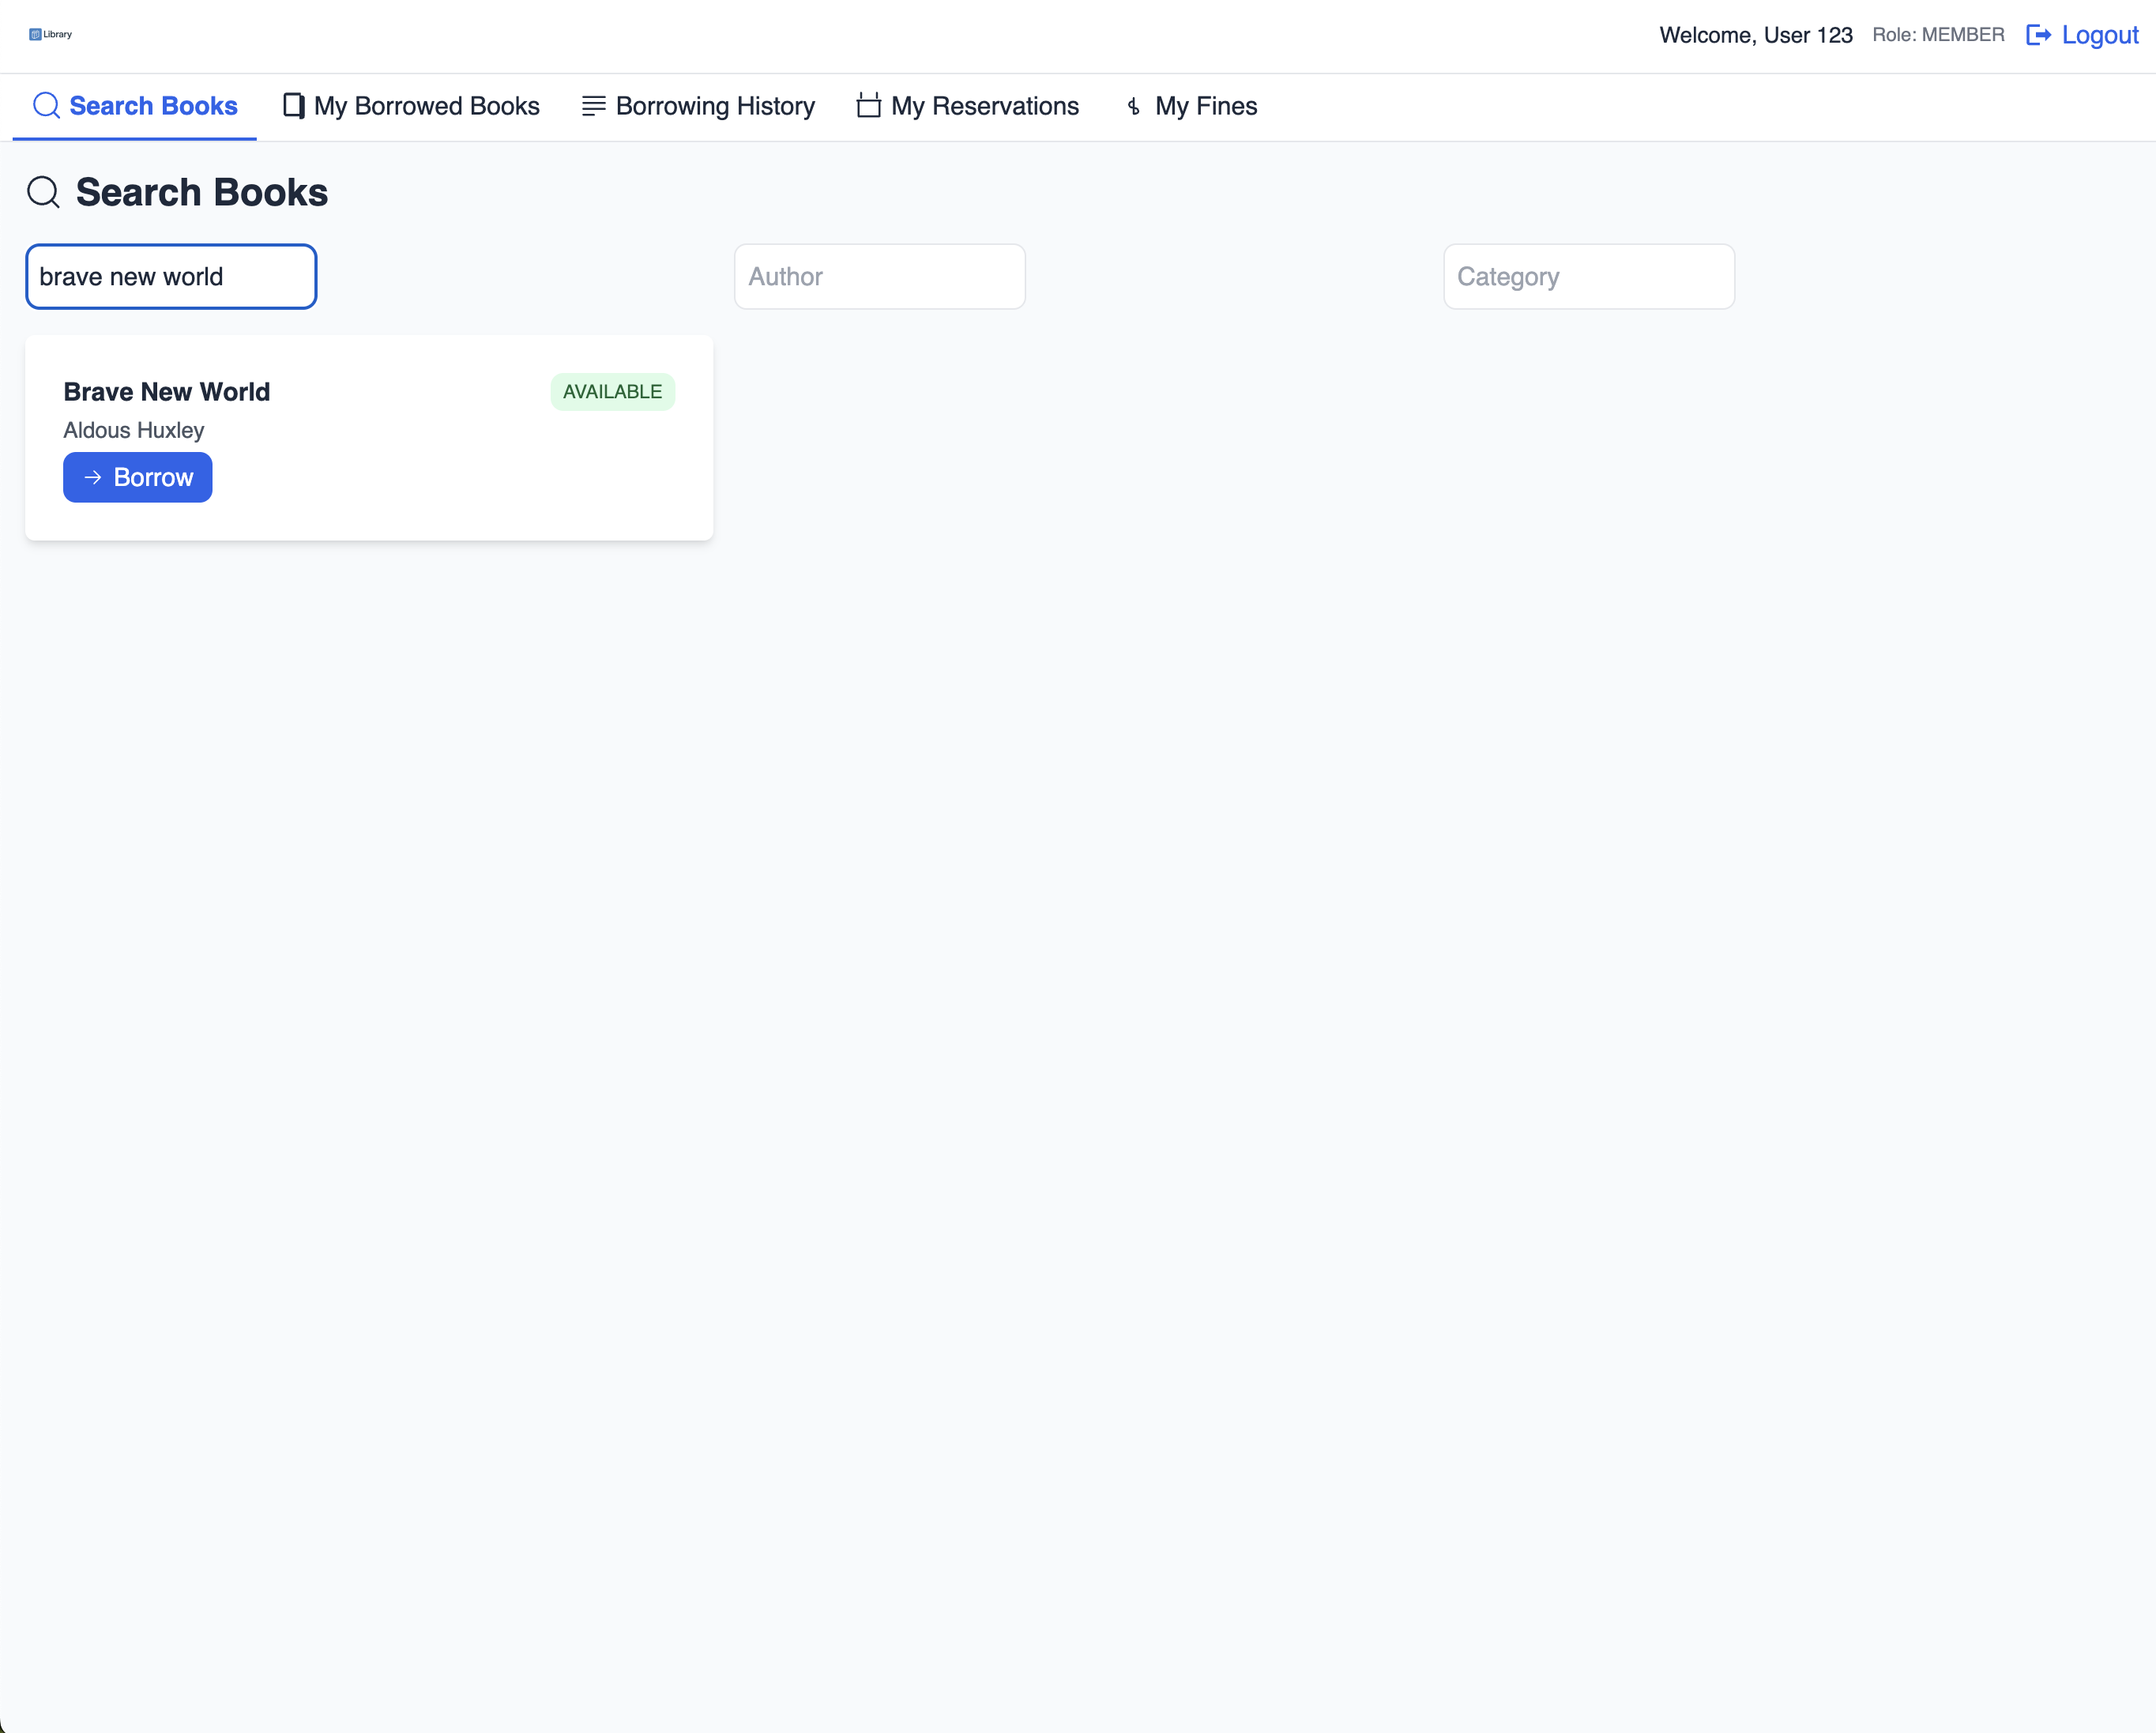 Library
Welcome, User 123 Role: MEMBER Logout
Search Books My Borrowed Books Borrowing History My Reservations $ My Fines
Search Books
brave new world Author Category
Brave New World AVAILABLE
Aldous Huxley
→ Borrow